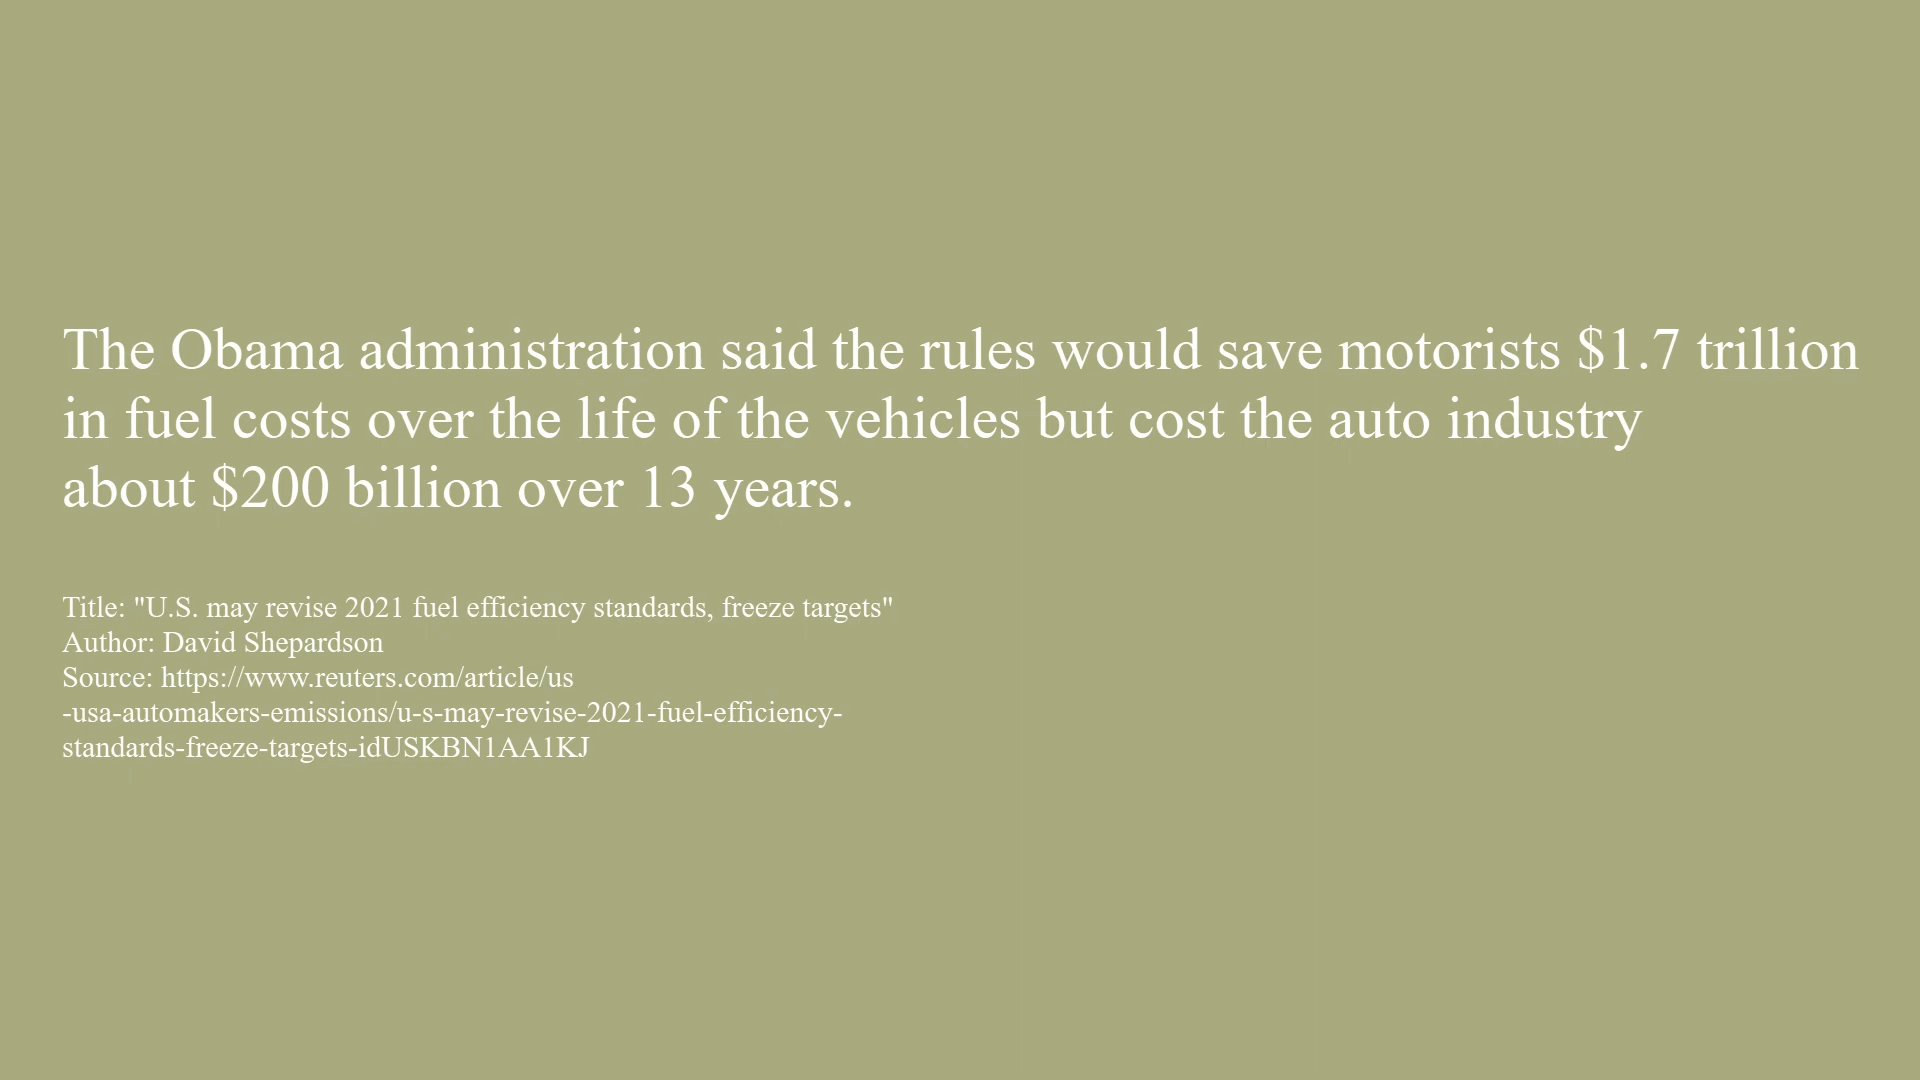 The Obama administration said the rules would save motorists $1.7 trillion
in fuel costs over the life of the vehicles but cost the auto industry
about $200 billion over 13 years.
Title: "U.S. may revise 2021 fuel efficiency standards, freeze targets"
Author: David Shepardson
Source: https://www.reuters.com/article/us
-usa-automakers-emissions/u-s-may-revise-2021-fuel-efficiency-
standards-freeze-targets-idUSKBN1AA1KJ